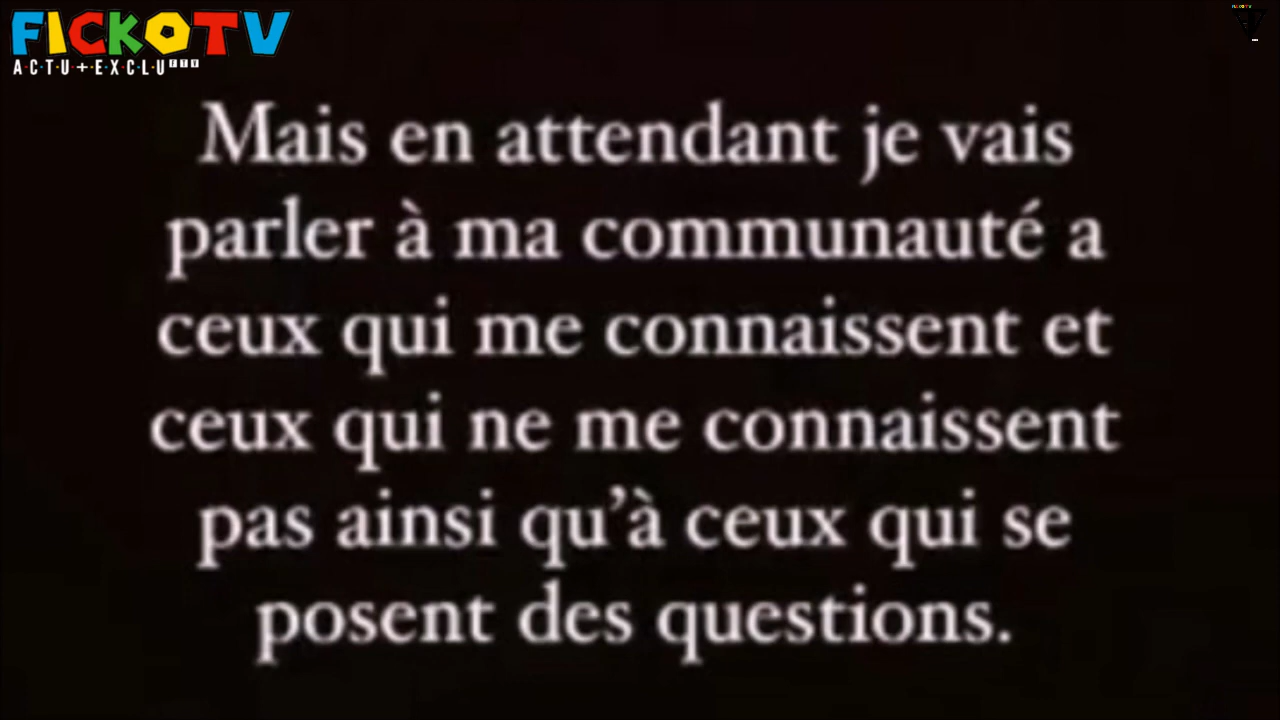 FICKOTV
ACTU+EXCLU
Mais en attendant je vais
parler à ma communauté a
ceux qui me connaissent et
ceux qui ne me connaissent
pas ainsi qu’à ceux qui se
posent des questions.